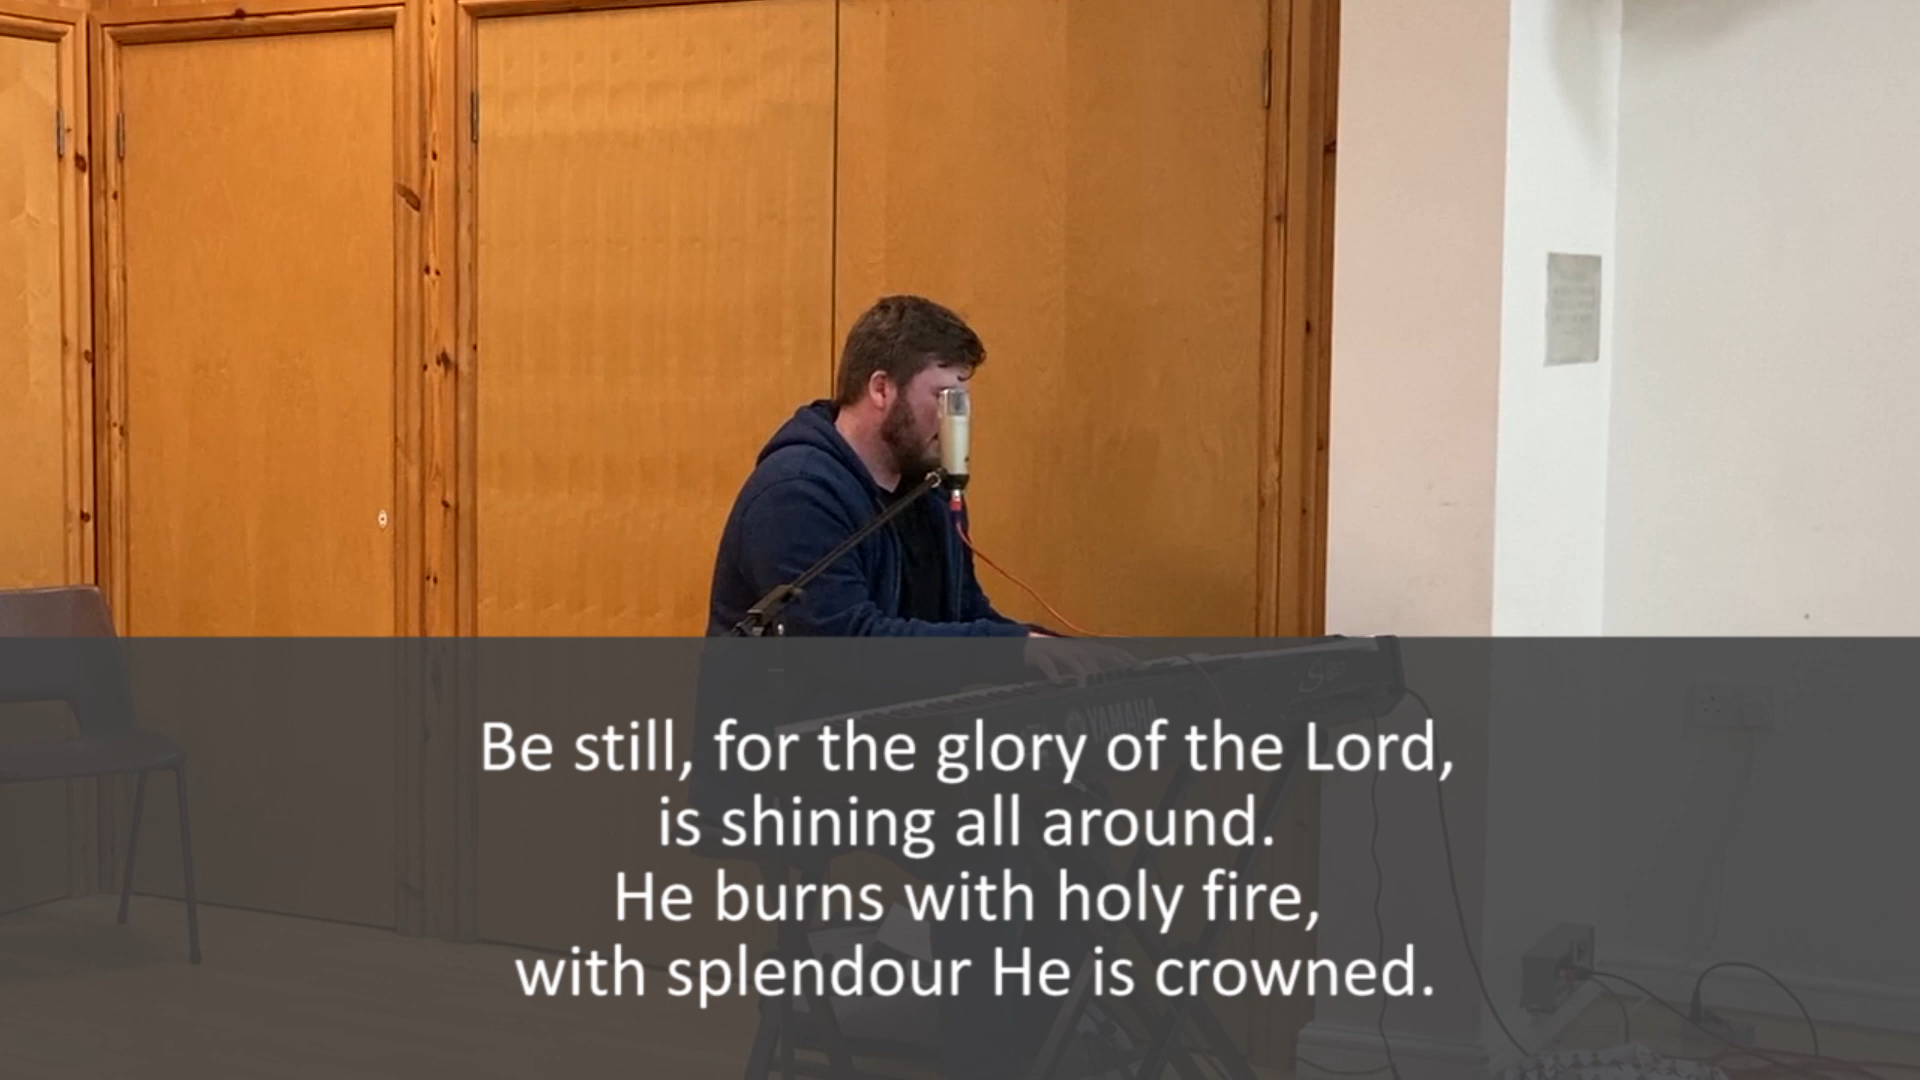 Be still, for the glory of the Lord,
is shining all around.
He burns with holy fire,
with splendour He is crowned.
YAMAHA